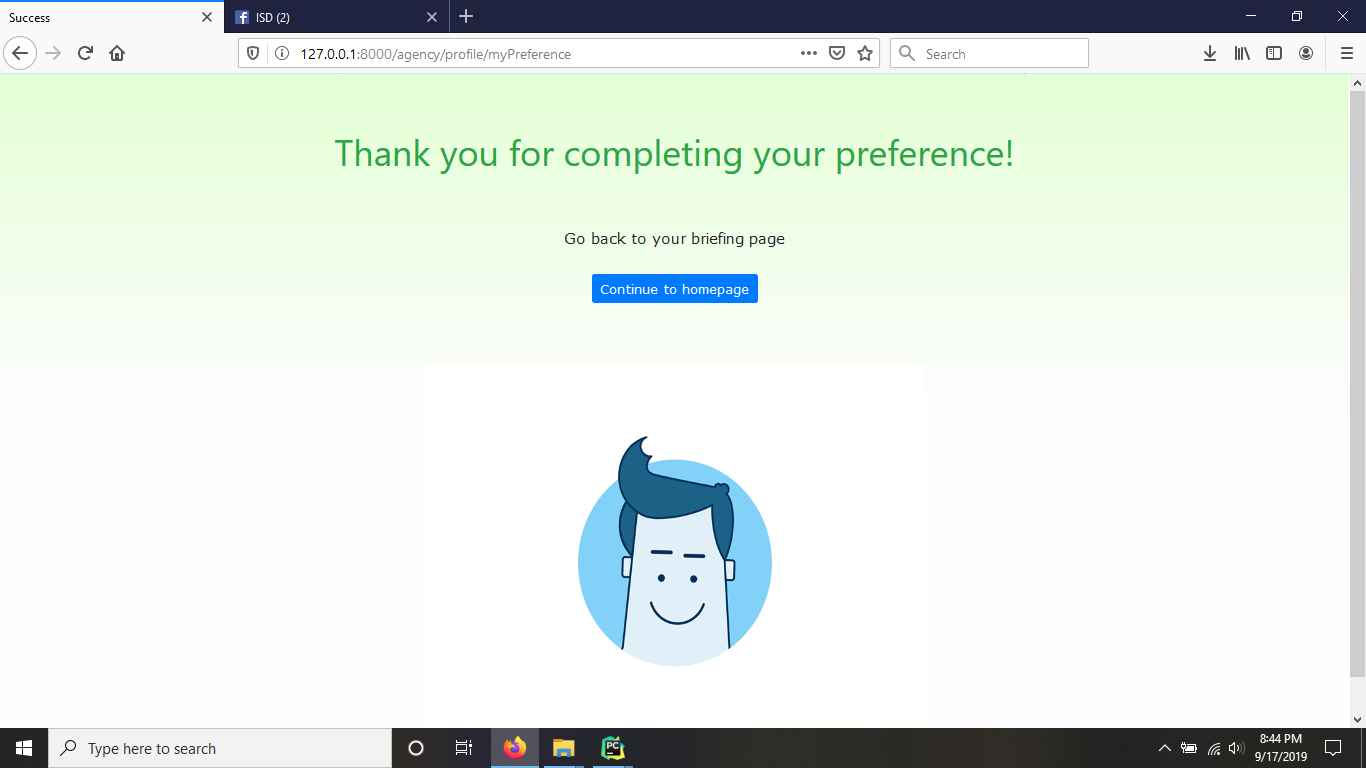 Success
ISD (2)
127.0.0.1:8000/agency/profile/myPreference
Search
Thank you for completing your preference!
Go back to your briefing page
Continue to homepage
Type here to search
PC
8:44 PM
9/17/2019